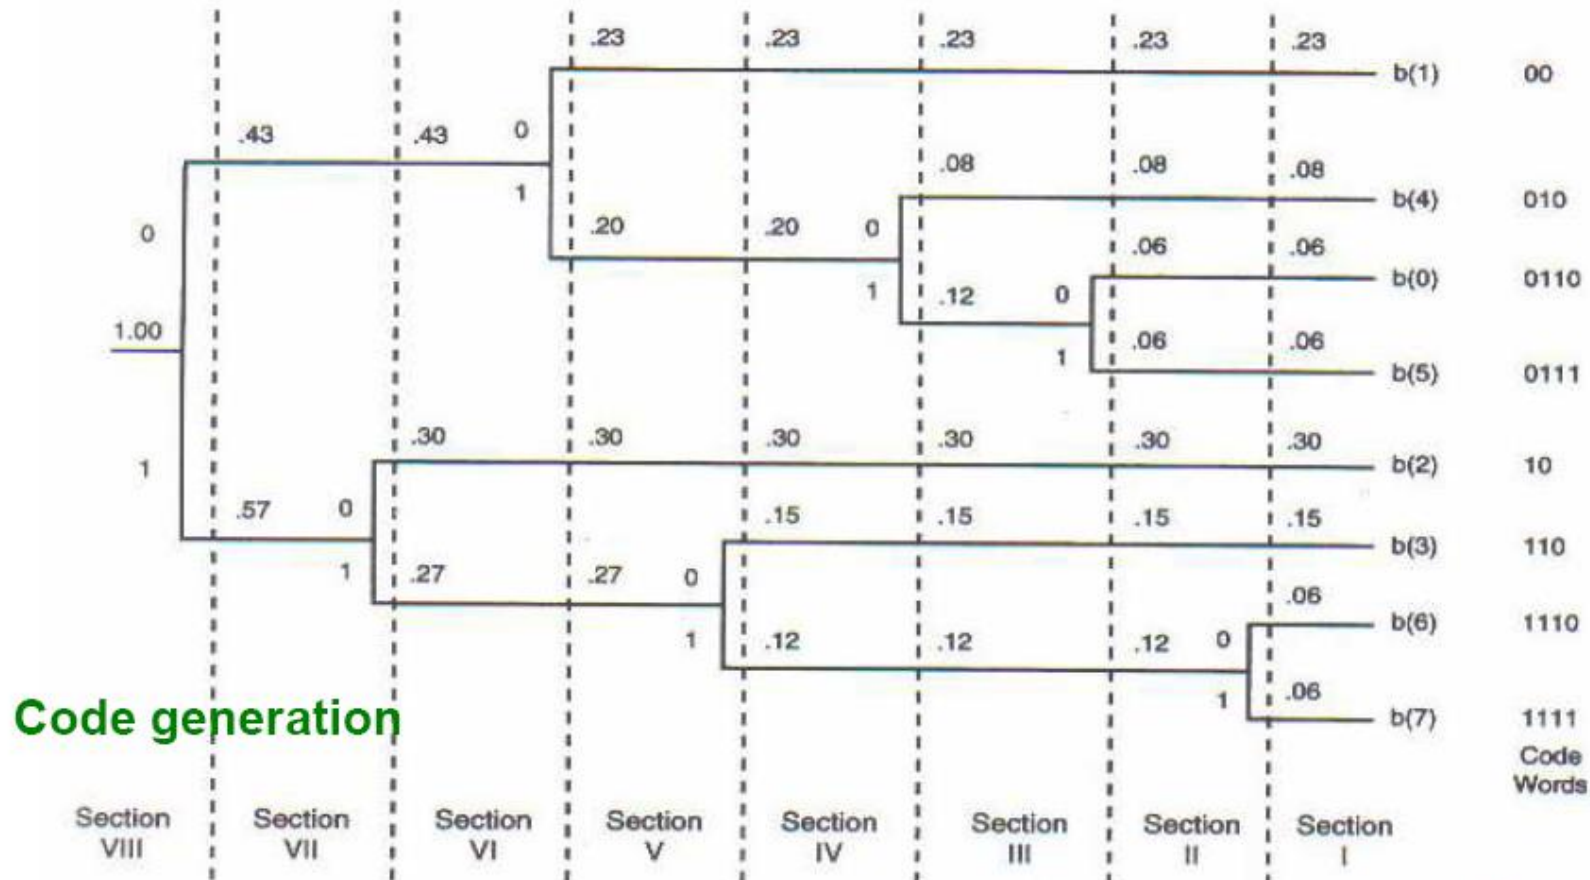 .23 .23 .23 .23 .23
b(1) 00
.43 .43 0
.08 .08 .08
1
b(4) 010
0 .20 .20 0 .06 .06
b(0) 0110
1 .12 0
1.00 .06 .06
1
b(5) 0111
.30 .30 .30 .30 .30 .30
1 b(2) 10
.57 0 .15 .15 .15 .15
b(3) 110
1 .27 .27 0
.06
b(6) 1110
1 .12 .12 .12 0
1 .06
b(7) 1111
Code generation
Code
Words
Section Section Section Section Section Section Section Section
VIII VII VI V IV III II I